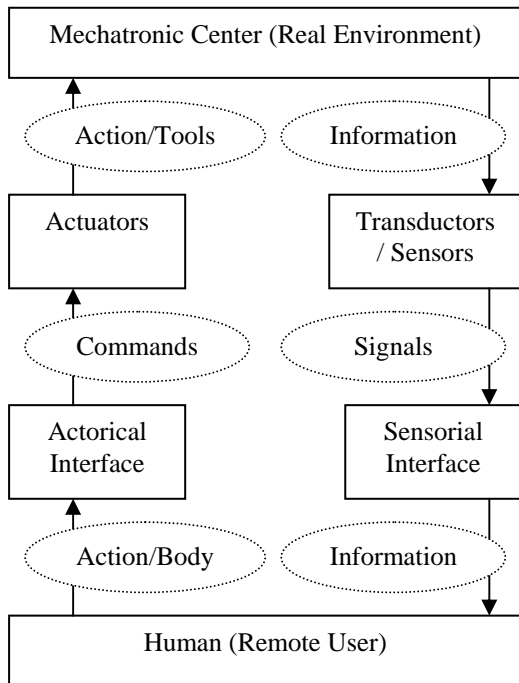 Mechatronic Center (Real Environment)
Action/Tools
Information
Actuators
Transductors
/ Sensors
Commands
Signals
Actorical
Interface
Sensorial
Interface
Action/Body
Information
Human (Remote User)